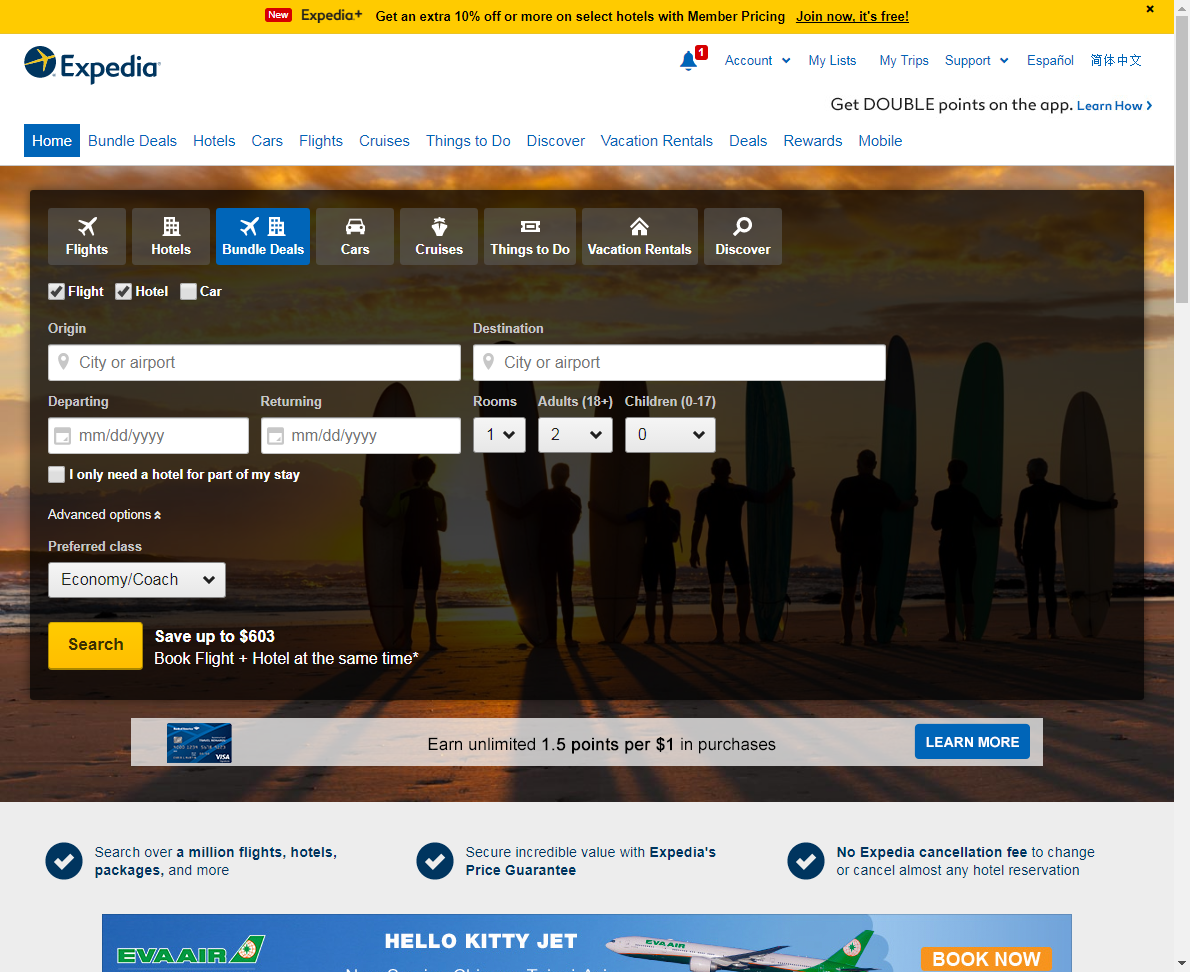 New Expedia+ Get an extra 10% off or more on select hotels with Member Pricing Join now, it's free!
Expedia
1 Account My Lists My Trips Support Español 简体中文
Get DOUBLE points on the app. Learn How
Home Bundle Deals Hotels Cars Flights Cruises Things to Do Discover Vacation Rentals Deals Rewards Mobile
Flights Hotels Bundle Deals Cars Cruises Things to Do Vacation Rentals Discover
Flight Hotel Car
Origin Destination
City or airport City or airport
Departing Returning Rooms Adults (18+) Children (0-17)
mm/dd/yyyy mm/dd/yyyy 1 2 0
I only need a hotel for part of my stay
Advanced options
Preferred class
Economy/Coach
Search
Save up to $603
Book Flight + Hotel at the same time*
VISA
Earn unlimited 1.5 points per $1 in purchases
LEARN MORE
Search over a million flights, hotels,
packages, and more
Secure incredible value with Expedia's
Price Guarantee
No Expedia cancellation fee to change
or cancel almost any hotel reservation
EVA AIR
HELLO KITTY JET
EVA AIR
BOOK NOW